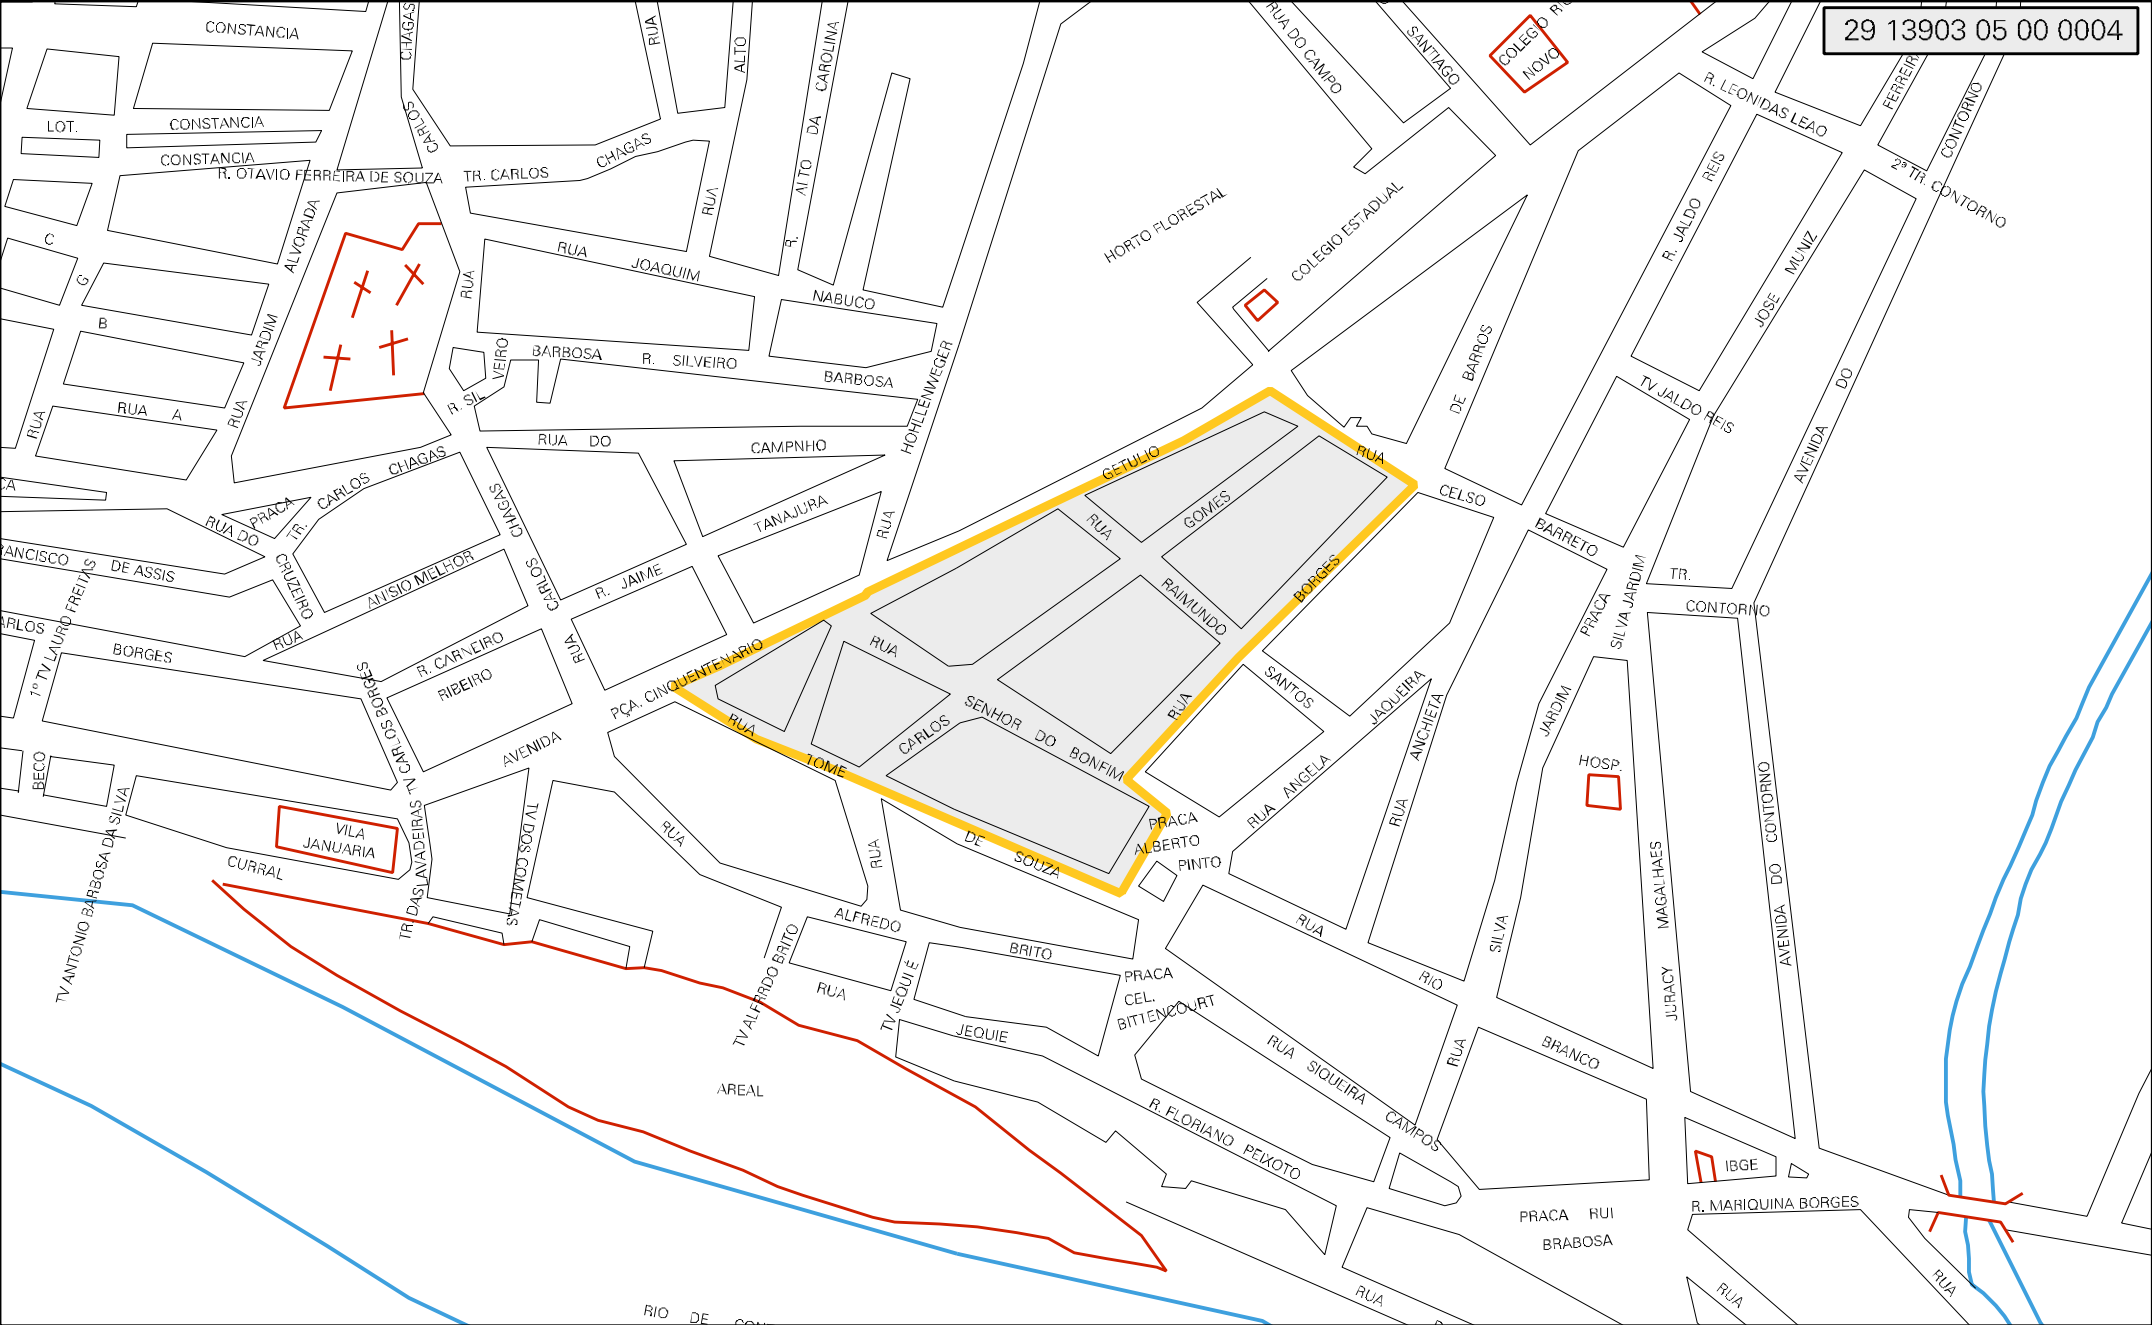 29 13903 05 00 0004
CONSTANCIA
CHAGAS
RUA
ALTO
R. ALTO DA CAROLINA
RUA DO CAMPO
SANTIAGO
COLEGIO
NOVO
R. LEONIDAS LEAO
FERREIRA
CONTORNO
2ª TR. CONTORNO
LOT.
CONSTANCIA
CONSTANCIA
CARLOS
R. OTAVIO FERREIRA DE SOUZA
TR. CARLOS CHAGAS
RUA
HORTO FLORESTAL
COLEGIO ESTADUAL
R. JALDO REIS
JOSE MUNIZ
C
G
B
RUA JARDIM ALVORADA
RUA
RUA JOAQUIM NABUCO
R. SILVEIRO
BARBOSA
R. SILVEIRO
BARBOSA
HOHLLENWEGER
RUA
DE BARROS
TV JALDO REIS
AVENIDA DO
RUA
RUA A
RUA DO CAMPNHO
GETULIO
RUA
CELSO
BARRETO
TR.
CONTORNO
CA
PRACA
RUA DO
CRUZEIRO
TR. CARLOS CHAGAS
CHAGAS
TANAJURA
RUA
GOMES
BORGES
FRANCISCO DE ASSIS
1º TV LAURO FREITAS
ANISIO MELHOR
RUA
CARLOS
R. JAIME
RAIMUNDO
PRACA
SILVA JARDIM
CARLOS BORGES
R. CARNEIRO
RIBEIRO
RUA
PÇA. CINQUENTENARIO
RUA
SENHOR DO BONFIM
SANTOS
RUA
JAQUEIRA
RUA ANCHIETA
JARDIM
TV CARLOS BORGES
AVENIDA
RUA
TOME
CARLOS
RUA ANGELA
HOSP.
BECO
TV ANTONIO BARBOSA DA SILVA
VILA
JANUARIA
CURRAL
TR. DAS LAVADEIRAS
TV DOS COMETAS
RUA
RUA
DE SOUZA
PRACA
ALBERTO
PINTO
JURACY MAGALHAES
AVENIDA DO CONTORNO
ALFREDO
BRITO
TV ALFRRDO BRITO
RUA
TV JEQUIÉ
JEQUIE
PRACA
CEL.
BITTENCOURT
RUA
RIO
BRANCO
SILVA
RUA
AREAL
RUA SIQUEIRA CAMPOS
R. FLORIANO PEIXOTO
IBGE
R. MARIQUINA BORGES
PRACA RUI
BRABOSA
RUA
RUA
RUA
RIO DE